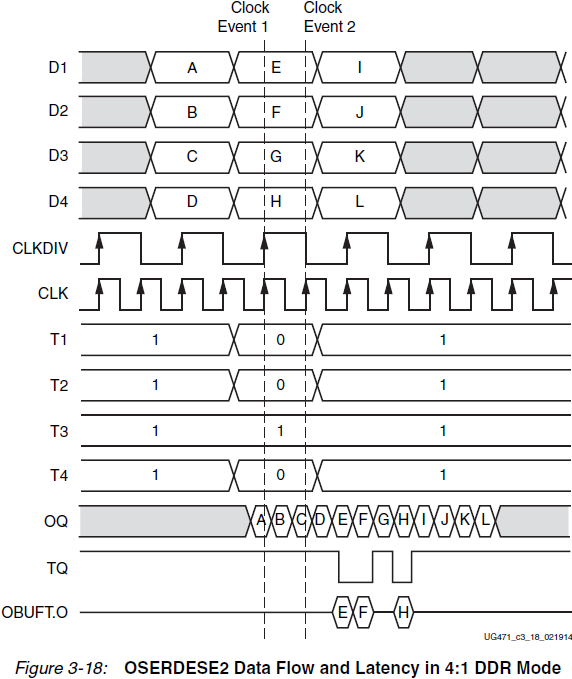 Clock Clock
Event 1 Event 2
D1 A E I
D2 B F J
D3 C G K
D4 D H L
CLKDIV
CLK
T1 1 0 1
T2 1 0 1
T3 1 1 1
T4 1 0 1
OQ A B C D E F G H I J K L
TQ
OBUFT.O E F H
UG471_c3_18_021914
Figure 3-18: OSERDESE2 Data Flow and Latency in 4:1 DDR Mode